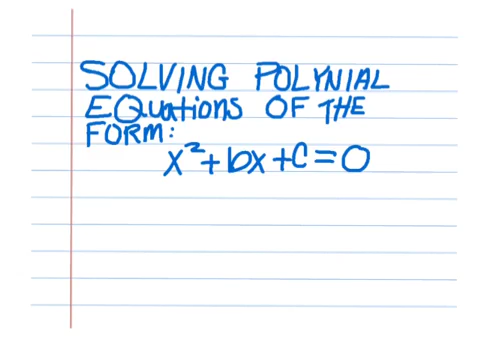 SOLVING POLYNIAL
EQuations OF THE
FORM:
x²+bx+C=0